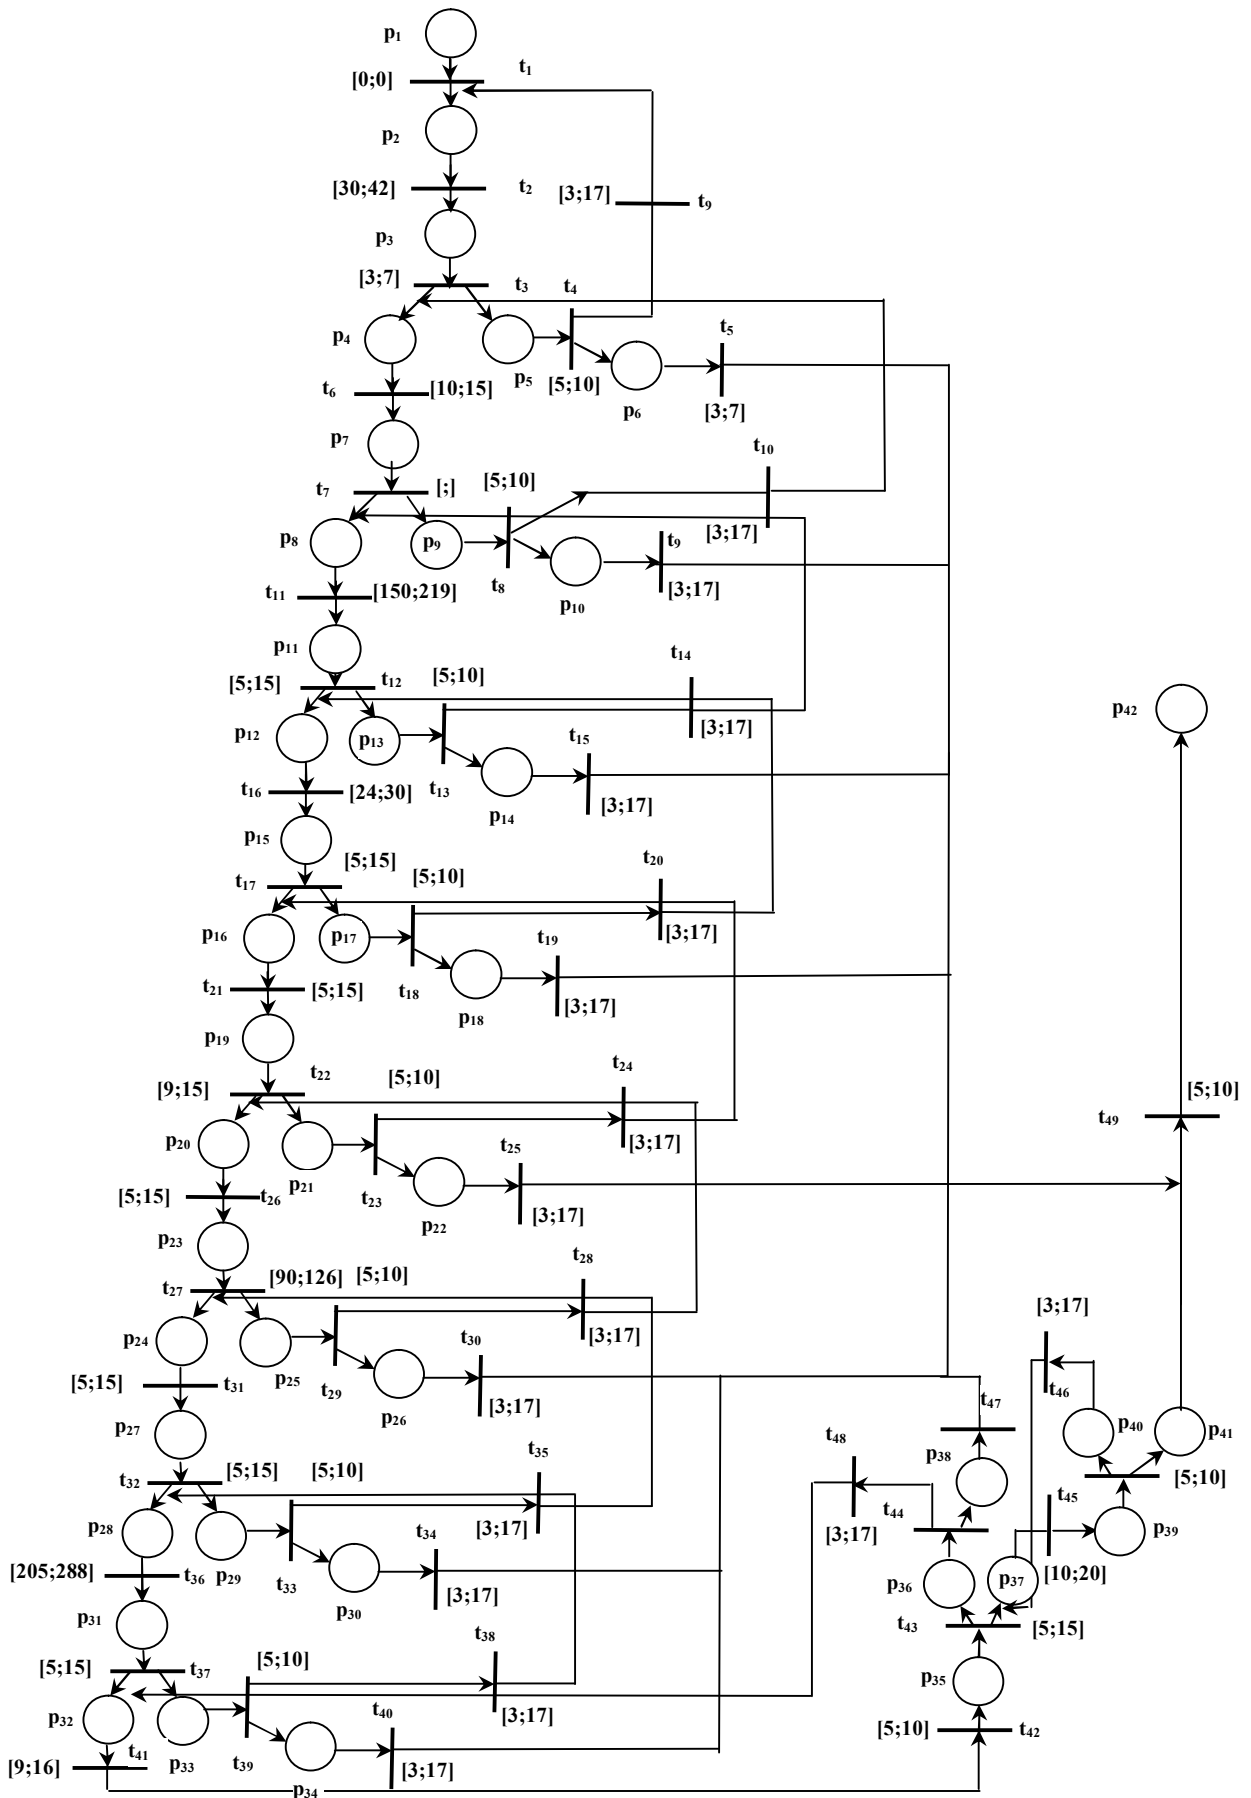 p1
[0;0] t1
p2
[30;42] t2
[3;17] t9
p3
[3;7] t3 t4
p4 t5
p5 [5;10]
t6 [10;15] p6 [3;7]
p7 t10
t7 [;] [5;10]
p8 p9 [3;17] t9
t8 [3;17]
t11 [150;219] p10
p11 t14
[5;15] t12 [5;10]
p42
p12 p13 [3;17]
t15
t16 [24;30] t13 [3;17]
p14
p15
[5;15] t20
t17 [5;10]
p16 p17 [3;17]
t19
t21 [5;15] t18 [3;17]
p18
p19
t22 t24
[9;15] [5;10] [5;10]
t49
p20 [3;17]
t25
p21
[5;15] t26 t23 [3;17]
p22
p23
t28
t27 [90;126] [5;10]
[3;17]
p24 t30
p25
[5;15] t31 t29 [3;17] t46
p26 t47
p27 p40 p41
t35 t48 p38
t32 [5;15] [5;10] [5;10]
t45
t44
p28 t34 [3;17] [3;17] p39
[205;288] t36 p29 p37 [10;20]
t33 [3;17] p36
p30
p31 t43 [5;15]
t38
[5;15] t37 [5;10]
p35
p32 t40 [3;17]
[5;10] t42
t41
[9;16] p33 t39 [3;17]
p34